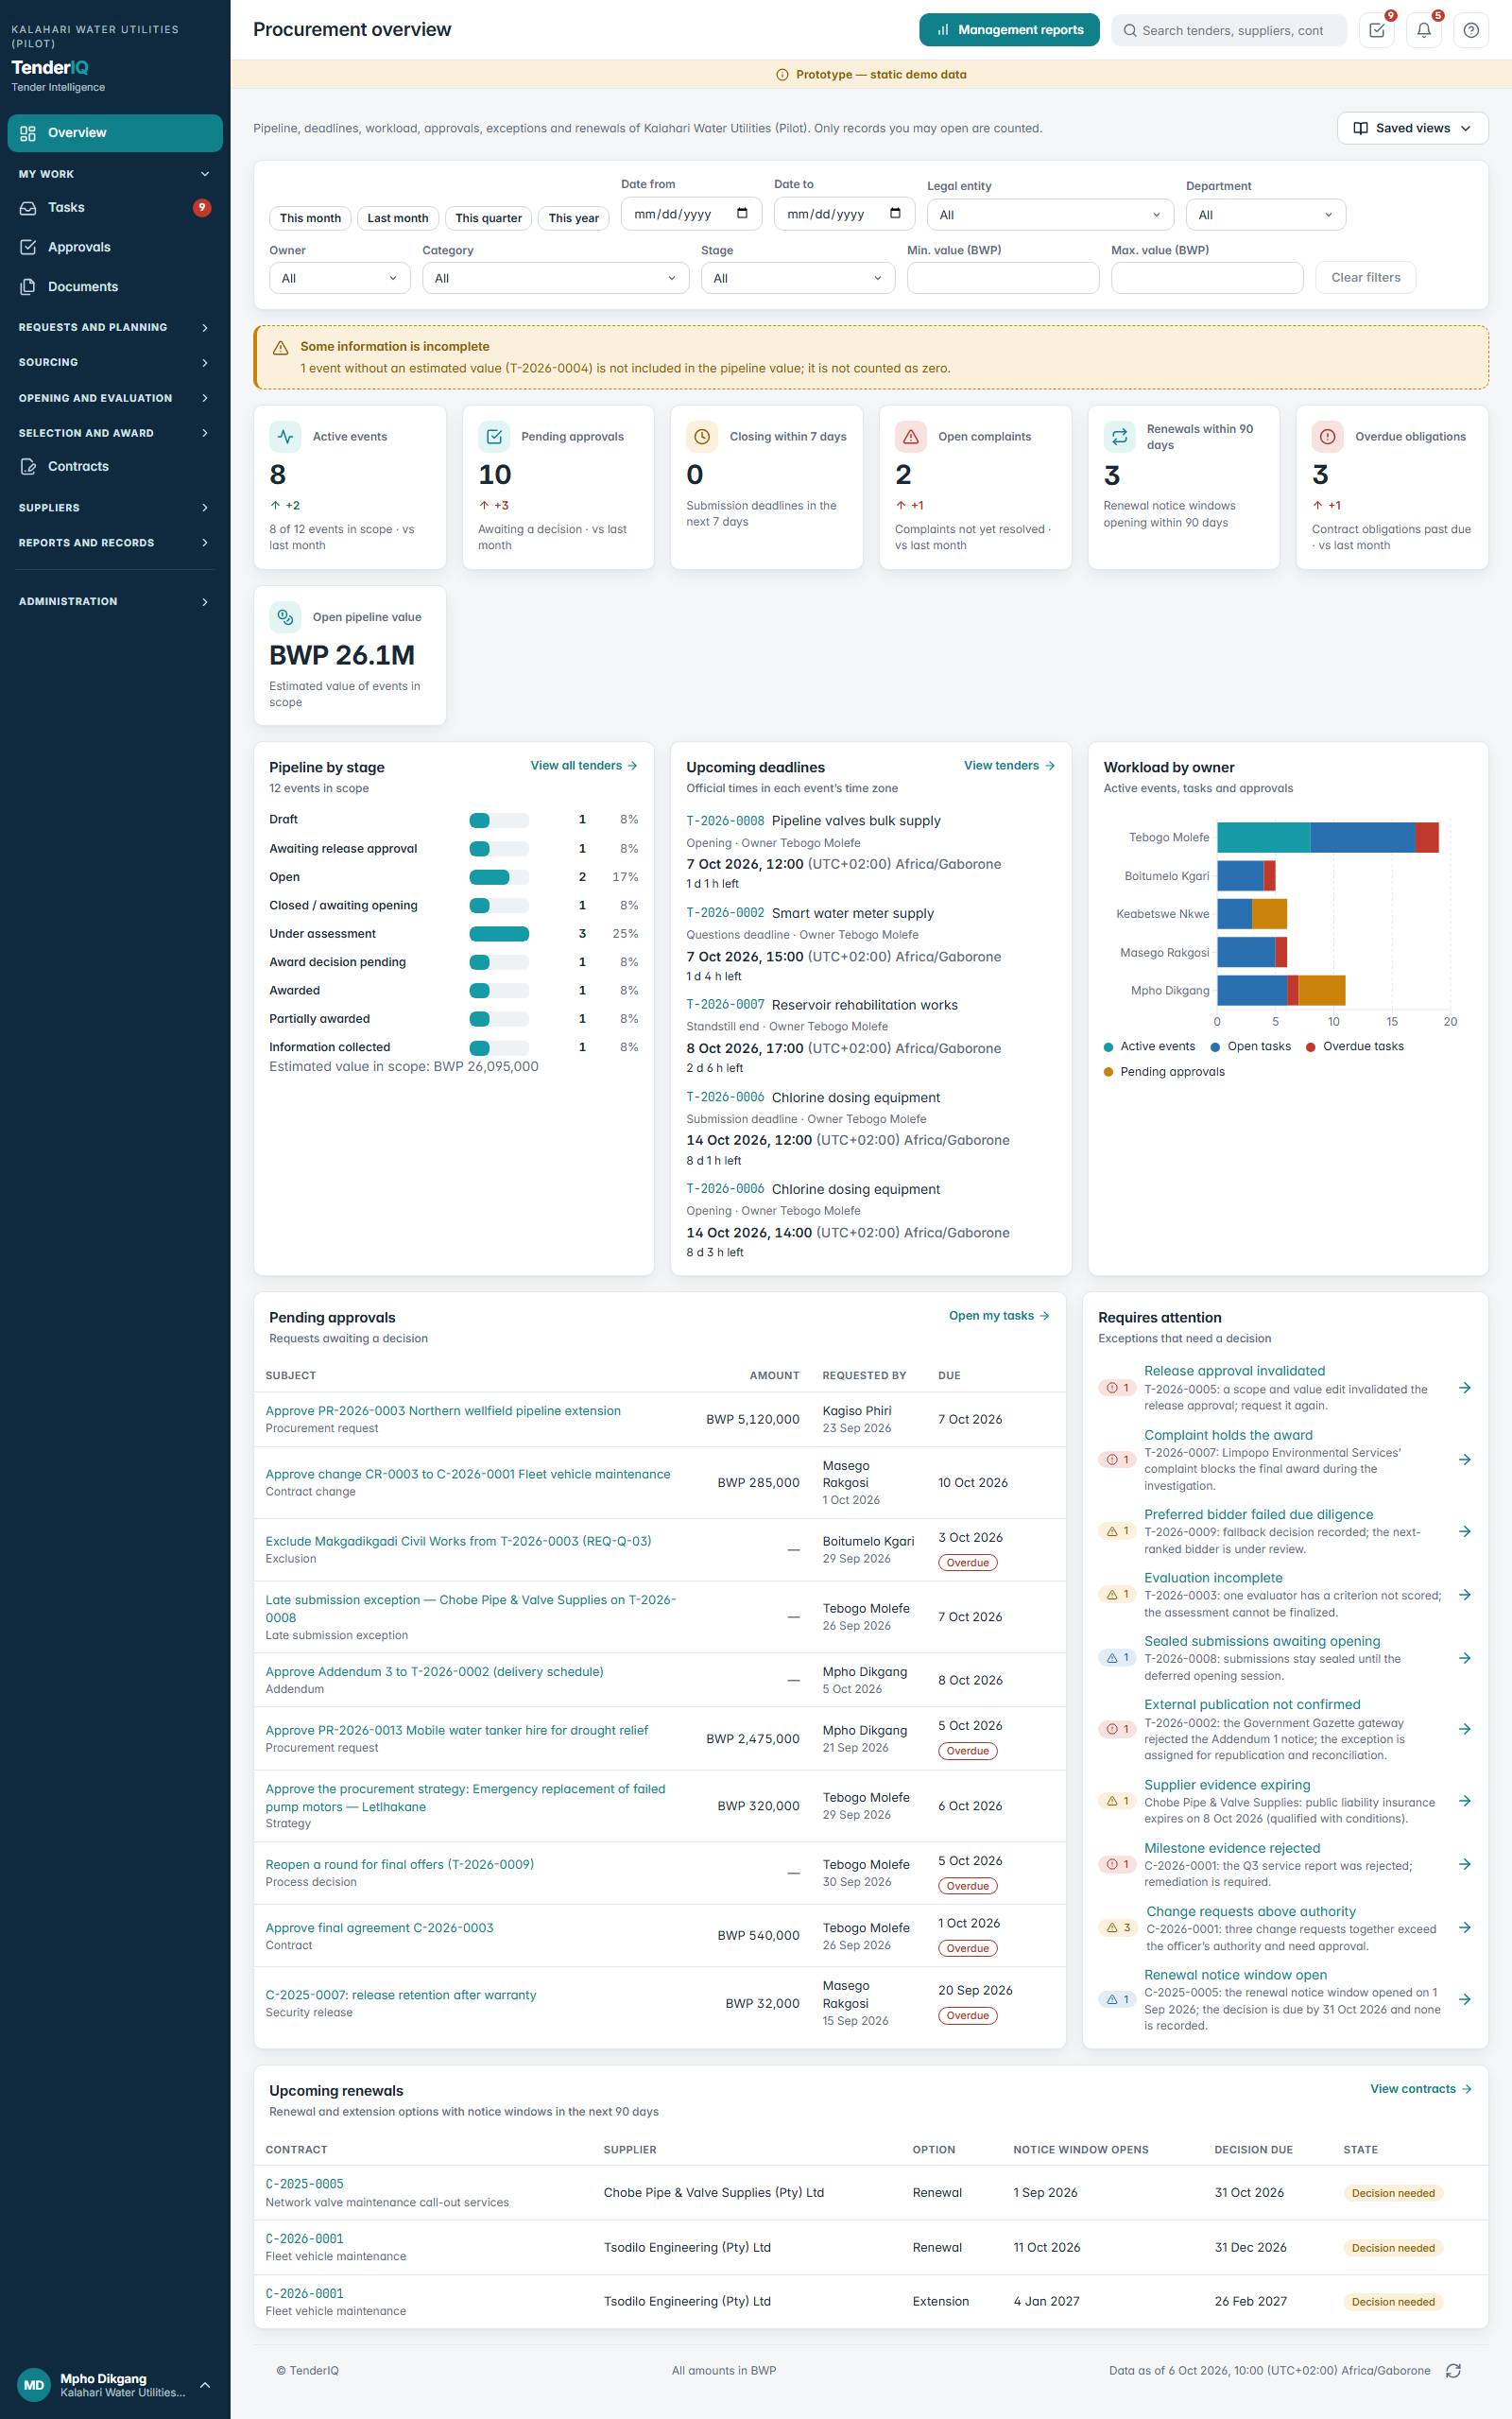 KALAHARI WATER UTILITIES
(PILOT)
TenderIQ
Tender Intelligence
Overview
MY WORK
Tasks
9
Approvals
Documents
REQUESTS AND PLANNING
SOURCING
OPENING AND EVALUATION
SELECTION AND AWARD
Contracts
SUPPLIERS
REPORTS AND RECORDS
ADMINISTRATION
MD
Mpho Dikgang
Kalahari Water Utilities...
Procurement overview
Management reports
Search tenders, suppliers, cont
9
5
Prototype — static demo data
Pipeline, deadlines, workload, approvals, exceptions and renewals of Kalahari Water Utilities (Pilot). Only records you may open are counted.
Saved views
This month
Last month
This quarter
This year
Date from
mm/dd/yyyy
Date to
mm/dd/yyyy
Legal entity
All
Department
All
Owner
All
Category
All
Stage
All
Min. value (BWP)
Max. value (BWP)
Clear filters
Some information is incomplete
1 event without an estimated value (T-2026-0004) is not included in the pipeline value; it is not counted as zero.
Active events
8
+2
8 of 12 events in scope · vs
last month
Pending approvals
10
+3
Awaiting a decision · vs last
month
Closing within 7 days
0
Submission deadlines in the
next 7 days
Open complaints
2
+1
Complaints not yet resolved ·
vs last month
Renewals within 90
days
3
Renewal notice windows
opening within 90 days
Overdue obligations
3
+1
Contract obligations past due
· vs last month
Open pipeline value
BWP 26.1M
Estimated value of events in
scope
Pipeline by stage
View all tenders
12 events in scope
Draft 1 8%
Awaiting release approval 1 8%
Open 2 17%
Closed / awaiting opening 1 8%
Under assessment 3 25%
Award decision pending 1 8%
Awarded 1 8%
Partially awarded 1 8%
Information collected 1 8%
Estimated value in scope: BWP 26,095,000
Upcoming deadlines
View tenders
Official times in each event's time zone
T-2026-0008 Pipeline valves bulk supply
Opening · Owner Tebogo Molefe
7 Oct 2026, 12:00 (UTC+02:00) Africa/Gaborone
1 d 1 h left
T-2026-0002 Smart water meter supply
Questions deadline · Owner Tebogo Molefe
7 Oct 2026, 15:00 (UTC+02:00) Africa/Gaborone
1 d 4 h left
T-2026-0007 Reservoir rehabilitation works
Standstill end · Owner Tebogo Molefe
8 Oct 2026, 17:00 (UTC+02:00) Africa/Gaborone
2 d 6 h left
T-2026-0006 Chlorine dosing equipment
Submission deadline · Owner Tebogo Molefe
14 Oct 2026, 12:00 (UTC+02:00) Africa/Gaborone
8 d 1 h left
T-2026-0006 Chlorine dosing equipment
Opening · Owner Tebogo Molefe
14 Oct 2026, 14:00 (UTC+02:00) Africa/Gaborone
8 d 3 h left
Workload by owner
Active events, tasks and approvals
Tebogo Molefe
Boitumelo Kgari
Keabetswe Nkwe
Masego Rakgosi
Mpho Dikgang
0 5 10 15 20
Active events Open tasks Overdue tasks
Pending approvals
Pending approvals
Open my tasks
Requests awaiting a decision
SUBJECT AMOUNT REQUESTED BY DUE
Approve PR-2026-0003 Northern wellfield pipeline extension
Procurement request
BWP 5,120,000
Kagiso Phiri
23 Sep 2026
7 Oct 2026
Approve change CR-0003 to C-2026-0001 Fleet vehicle maintenance
Contract change
BWP 285,000
Masego
Rakgosi
1 Oct 2026
10 Oct 2026
Exclude Makgadikgadi Civil Works from T-2026-0003 (REQ-Q-03)
Exclusion
—
Boitumelo Kgari
29 Sep 2026
3 Oct 2026
Overdue
Late submission exception — Chobe Pipe & Valve Supplies on T-2026-
0008
Late submission exception
—
Tebogo Molefe
26 Sep 2026
7 Oct 2026
Approve Addendum 3 to T-2026-0002 (delivery schedule)
Addendum
—
Mpho Dikgang
5 Oct 2026
8 Oct 2026
Approve PR-2026-0013 Mobile water tanker hire for drought relief
Procurement request
BWP 2,475,000
Mpho Dikgang
21 Sep 2026
5 Oct 2026
Overdue
Approve the procurement strategy: Emergency replacement of failed
pump motors — Letlhakane
Strategy
BWP 320,000
Tebogo Molefe
29 Sep 2026
6 Oct 2026
Reopen a round for final offers (T-2026-0009)
Process decision
—
Tebogo Molefe
30 Sep 2026
5 Oct 2026
Overdue
Approve final agreement C-2026-0003
Contract
BWP 540,000
Tebogo Molefe
26 Sep 2026
1 Oct 2026
Overdue
C-2025-0007: release retention after warranty
Security release
BWP 32,000
Masego
Rakgosi
15 Sep 2026
20 Sep 2026
Overdue
Requires attention
Exceptions that need a decision
1
Release approval invalidated
T-2026-0005: a scope and value edit invalidated the
release approval; request it again.
1
Complaint holds the award
T-2026-0007: Limpopo Environmental Services'
complaint blocks the final award during the
investigation.
1
Preferred bidder failed due diligence
T-2026-0009: fallback decision recorded; the next-
ranked bidder is under review.
1
Evaluation incomplete
T-2026-0003: one evaluator has a criterion not scored;
the assessment cannot be finalized.
1
Sealed submissions awaiting opening
T-2026-0008: submissions stay sealed until the
deferred opening session.
1
External publication not confirmed
T-2026-0002: the Government Gazette gateway
rejected the Addendum 1 notice; the exception is
assigned for republication and reconciliation.
1
Supplier evidence expiring
Chobe Pipe & Valve Supplies: public liability insurance
expires on 8 Oct 2026 (qualified with conditions).
1
Milestone evidence rejected
C-2026-0001: the Q3 service report was rejected;
remediation is required.
3
Change requests above authority
C-2026-0001: three change requests together exceed
the officer's authority and need approval.
1
Renewal notice window open
C-2025-0005: the renewal notice window opened on 1
Sep 2026; the decision is due by 31 Oct 2026 and none
is recorded.
Upcoming renewals
View contracts
Renewal and extension options with notice windows in the next 90 days
CONTRACT SUPPLIER OPTION NOTICE WINDOW OPENS DECISION DUE STATE
C-2025-0005
Network valve maintenance call-out services
Chobe Pipe & Valve Supplies (Pty) Ltd Renewal 1 Sep 2026 31 Oct 2026 Decision needed
C-2026-0001
Fleet vehicle maintenance
Tsodilo Engineering (Pty) Ltd Renewal 11 Oct 2026 31 Dec 2026 Decision needed
C-2026-0001
Fleet vehicle maintenance
Tsodilo Engineering (Pty) Ltd Extension 4 Jan 2027 26 Feb 2027 Decision needed
© TenderIQ
All amounts in BWP
Data as of 6 Oct 2026, 10:00 (UTC+02:00) Africa/Gaborone